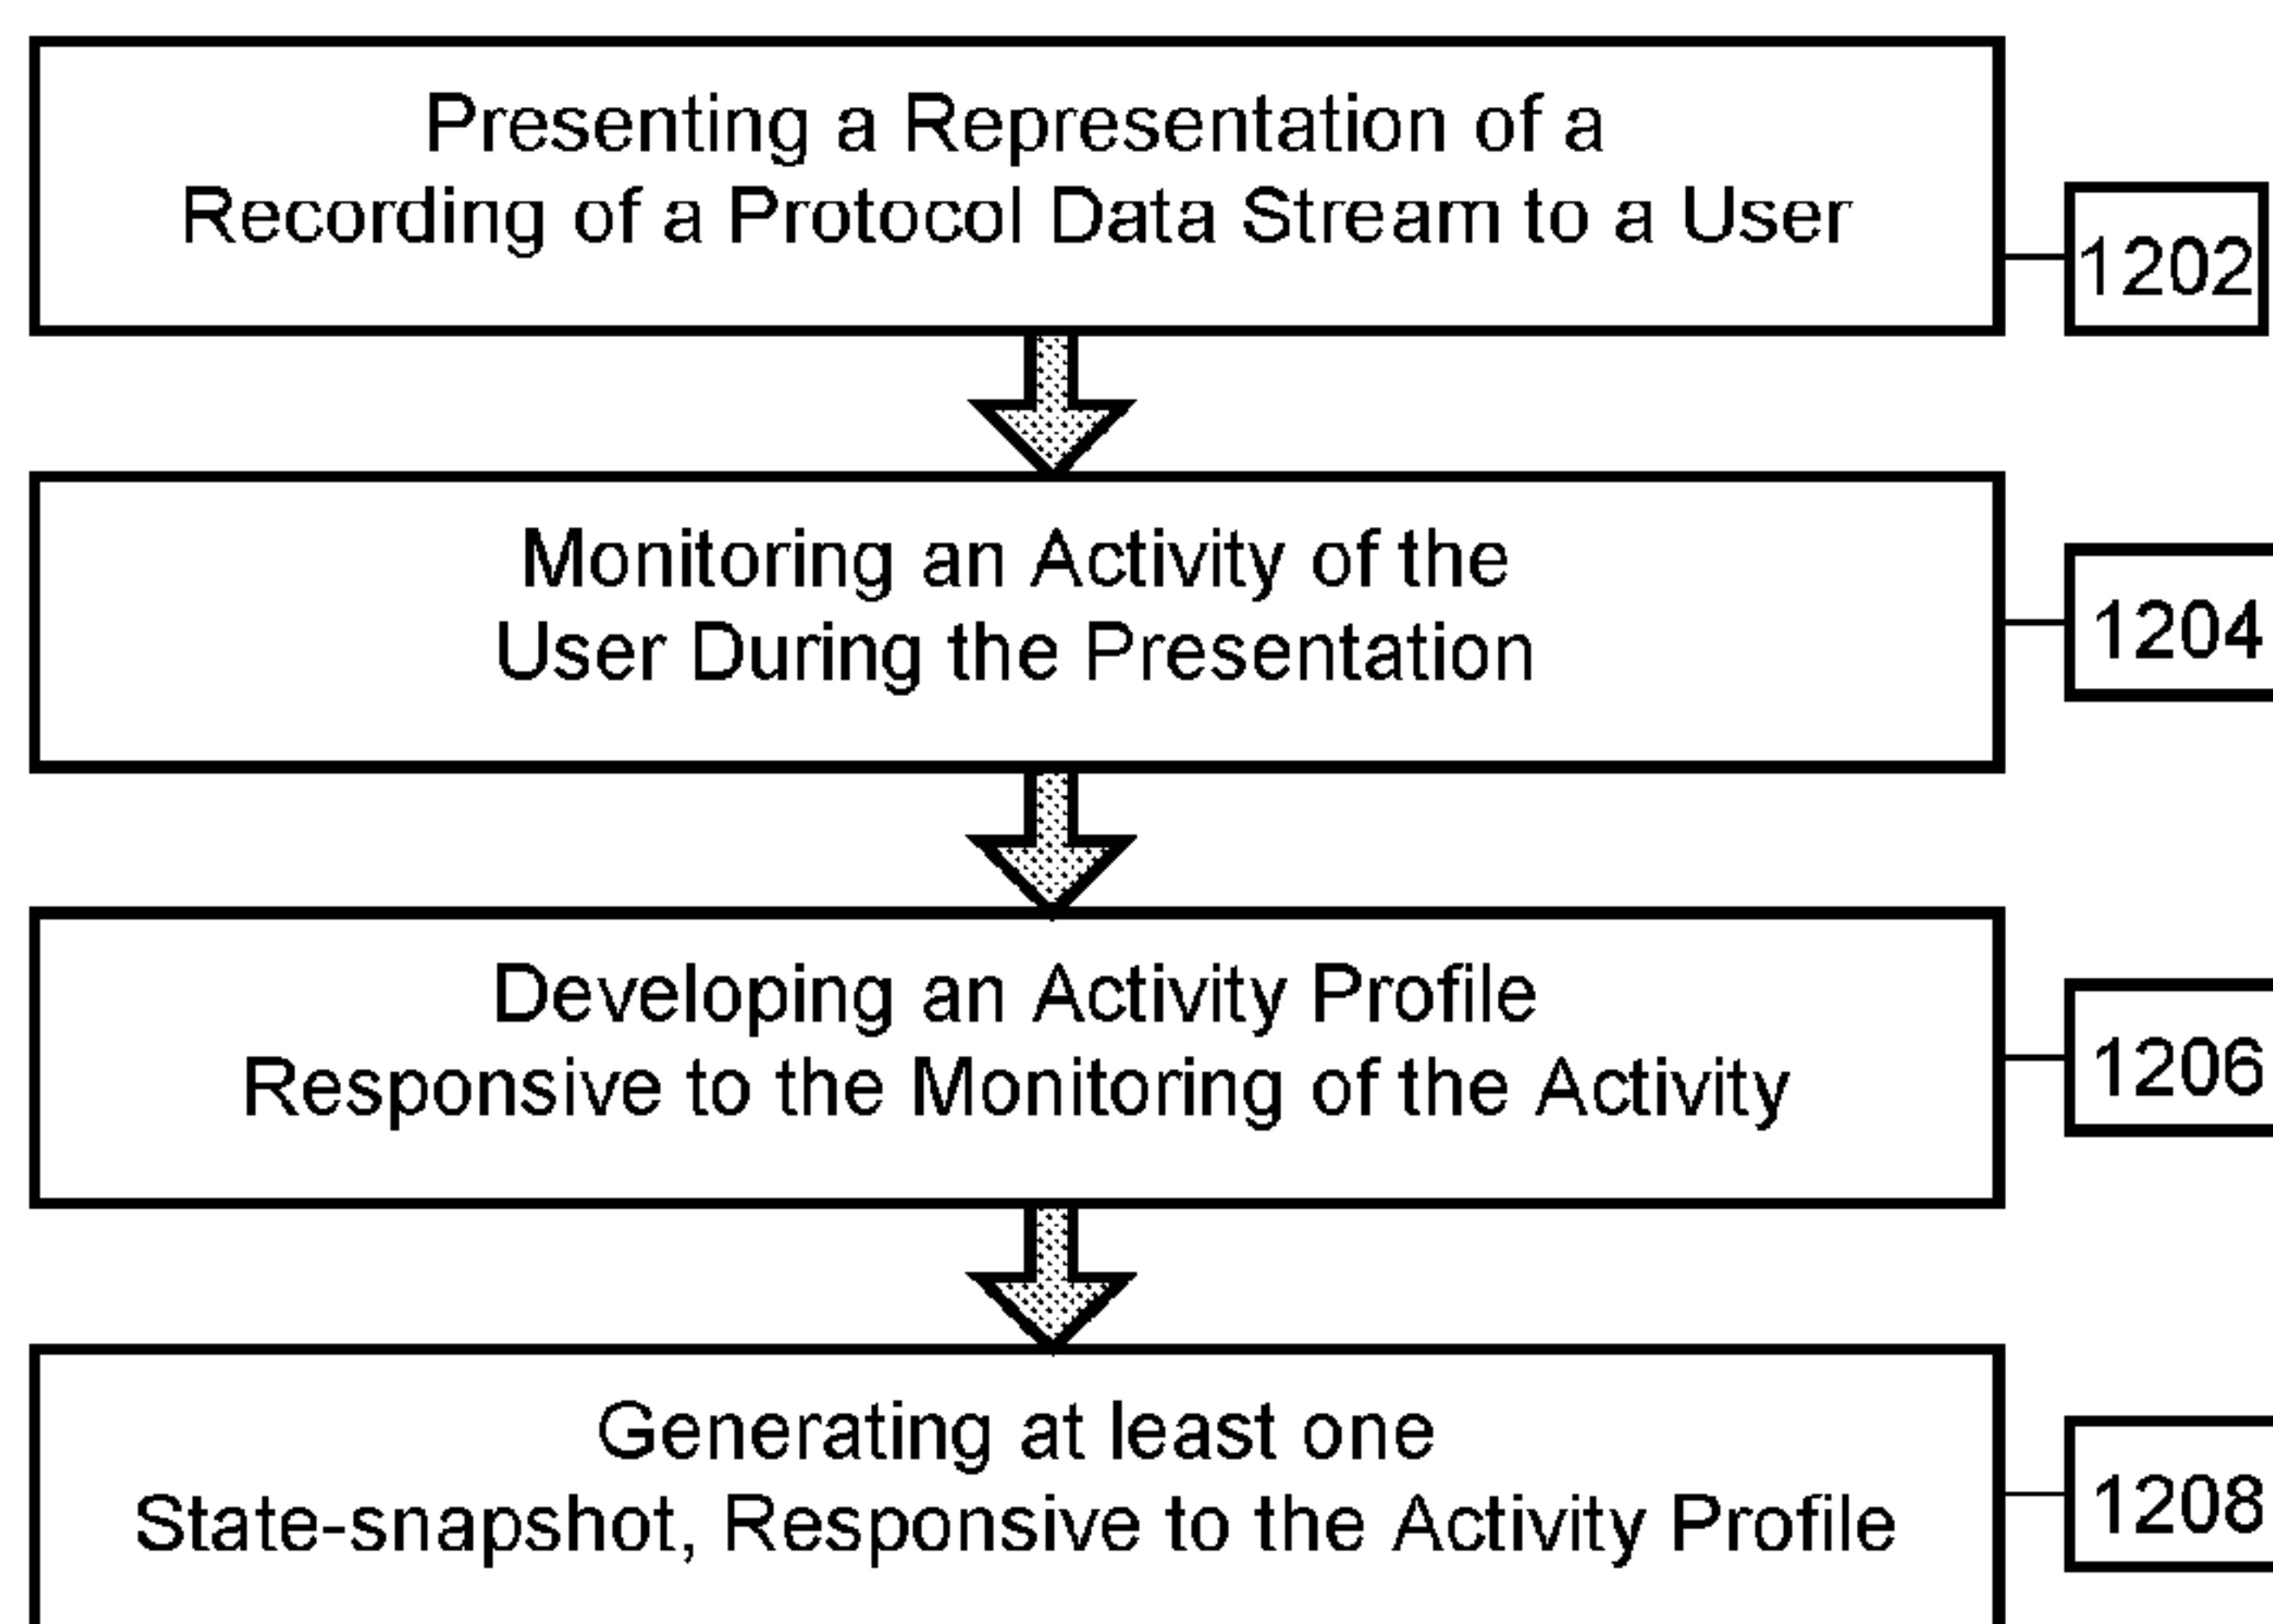 Presenting a Representation of a
Recording of a Protocol Data Stream to a User
1202
Monitoring an Activity of the
User During the Presentation
1204
Developing an Activity Profile
Responsive to the Monitoring of the Activity
1206
Generating at least one
State-snapshot, Responsive to the Activity Profile
1208